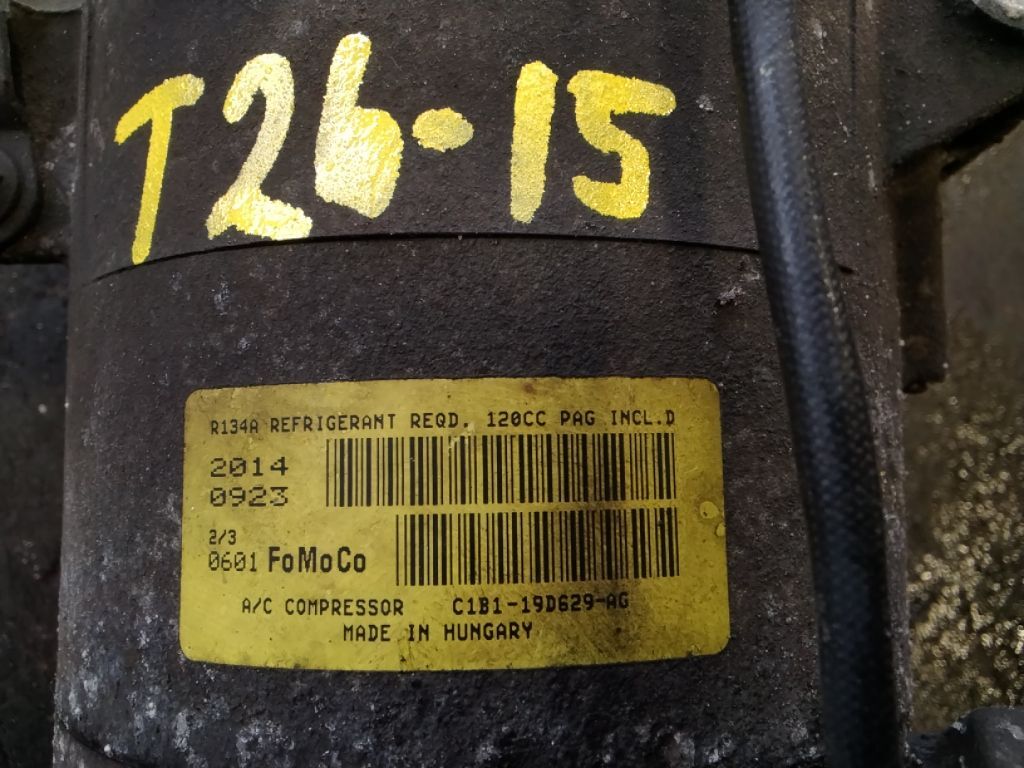 T26-15
R134A REFRIGERANT REQD. 120CC PAG INCL.D
2014
0923
2/3
0601 FoMoCo
A/C COMPRESSOR C1B1-19D629-AG
MADE IN HUNGARY